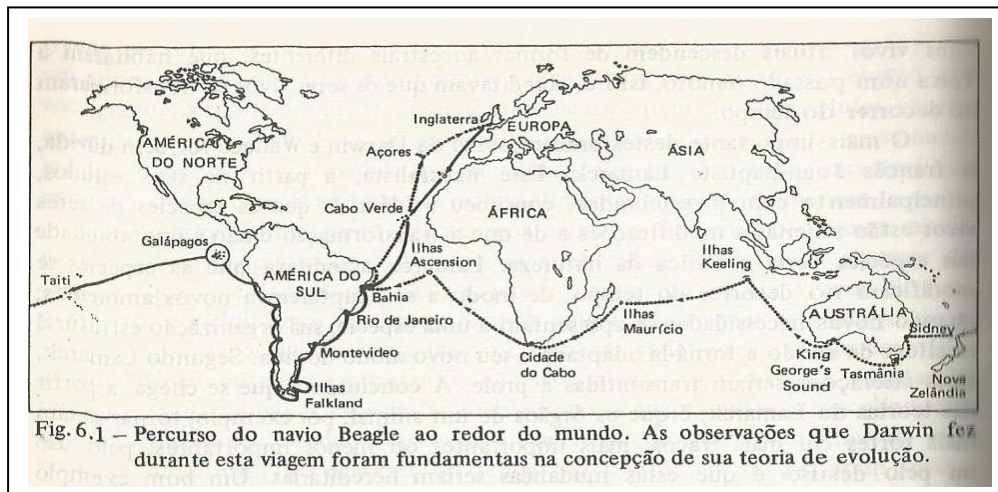 Inglaterra
EUROPA
ÁSIA
AMÉRICA
DO NORTE
Açores
Cabo Verde
ÁFRICA
Galápagos
Ilhas
Ascension
Ilhas
Keeling
AMÉRICA
SUL
Taiti
Bahia
Rio de Janeiro
Ilhas
Maurício
AUSTRÁLIA
Montevideo
Sidney
Cidade
do Cabo
King
George's
Sound
Tasmânia
Ilhas
Falkland
Nova
Zelândia
Fig. 6.1 – Percurso do navio Beagle ao redor do mundo. As observações que Darwin fez
durante esta viagem foram fundamentais na concepção de sua teoria de evolução.